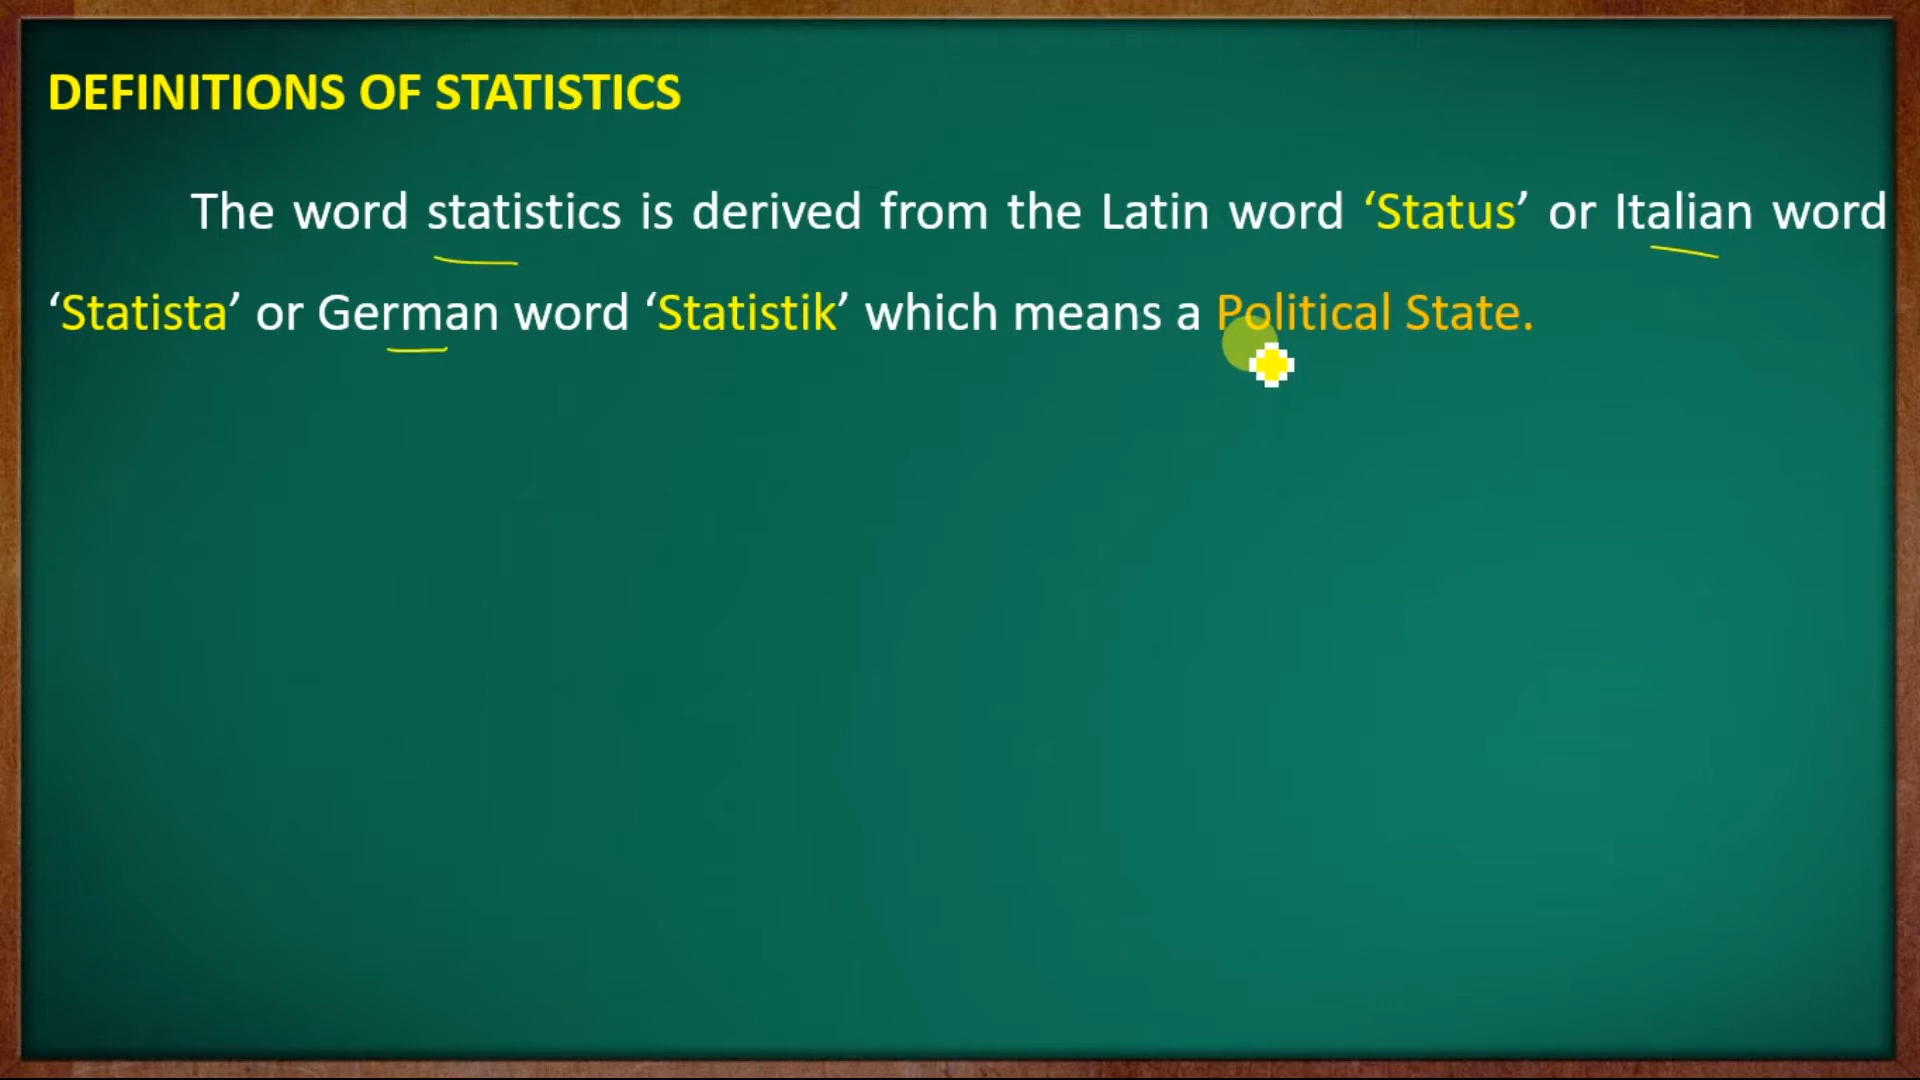 DEFINITIONS OF STATISTICS
The word statistics is derived from the Latin word ‘Status’ or Italian word
‘Statista’ or German word ‘Statistik’ which means a Political State.